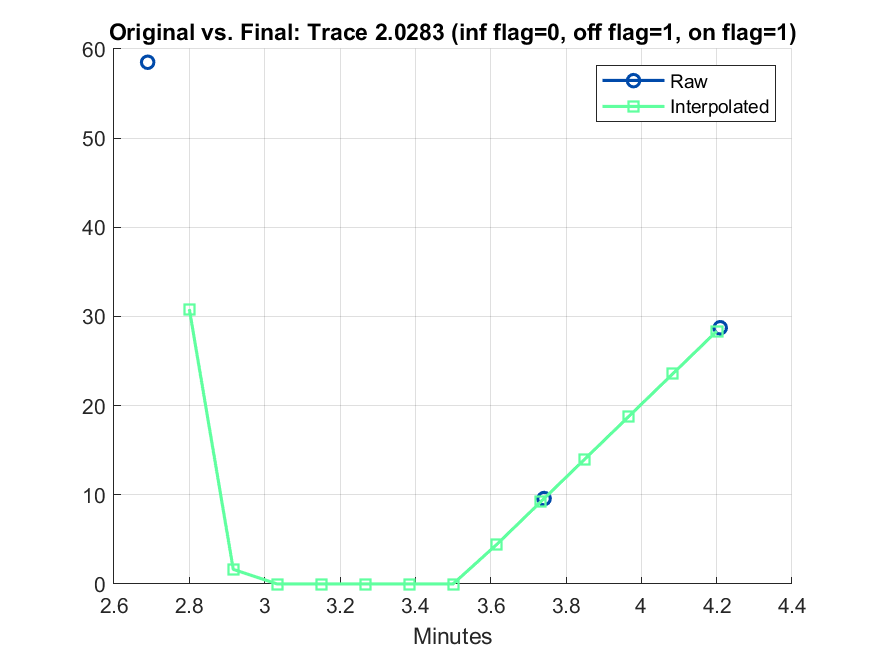 Original vs. Final: Trace 2.0283 (inf flag=0, off flag=1, on flag=1)
60
50
40
30
20
10
0
Raw
Interpolated
2.6 2.8 3 3.2 3.4 3.6 3.8 4 4.2 4.4
Minutes